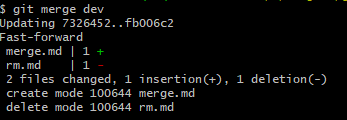 $ git merge dev
Updating 7326452..fb006c2
Fast-forward
 merge.md | 1 +
 rm.md    | 1 -
 2 files changed, 1 insertion(+), 1 deletion(-)
 create mode 100644 merge.md
 delete mode 100644 rm.md